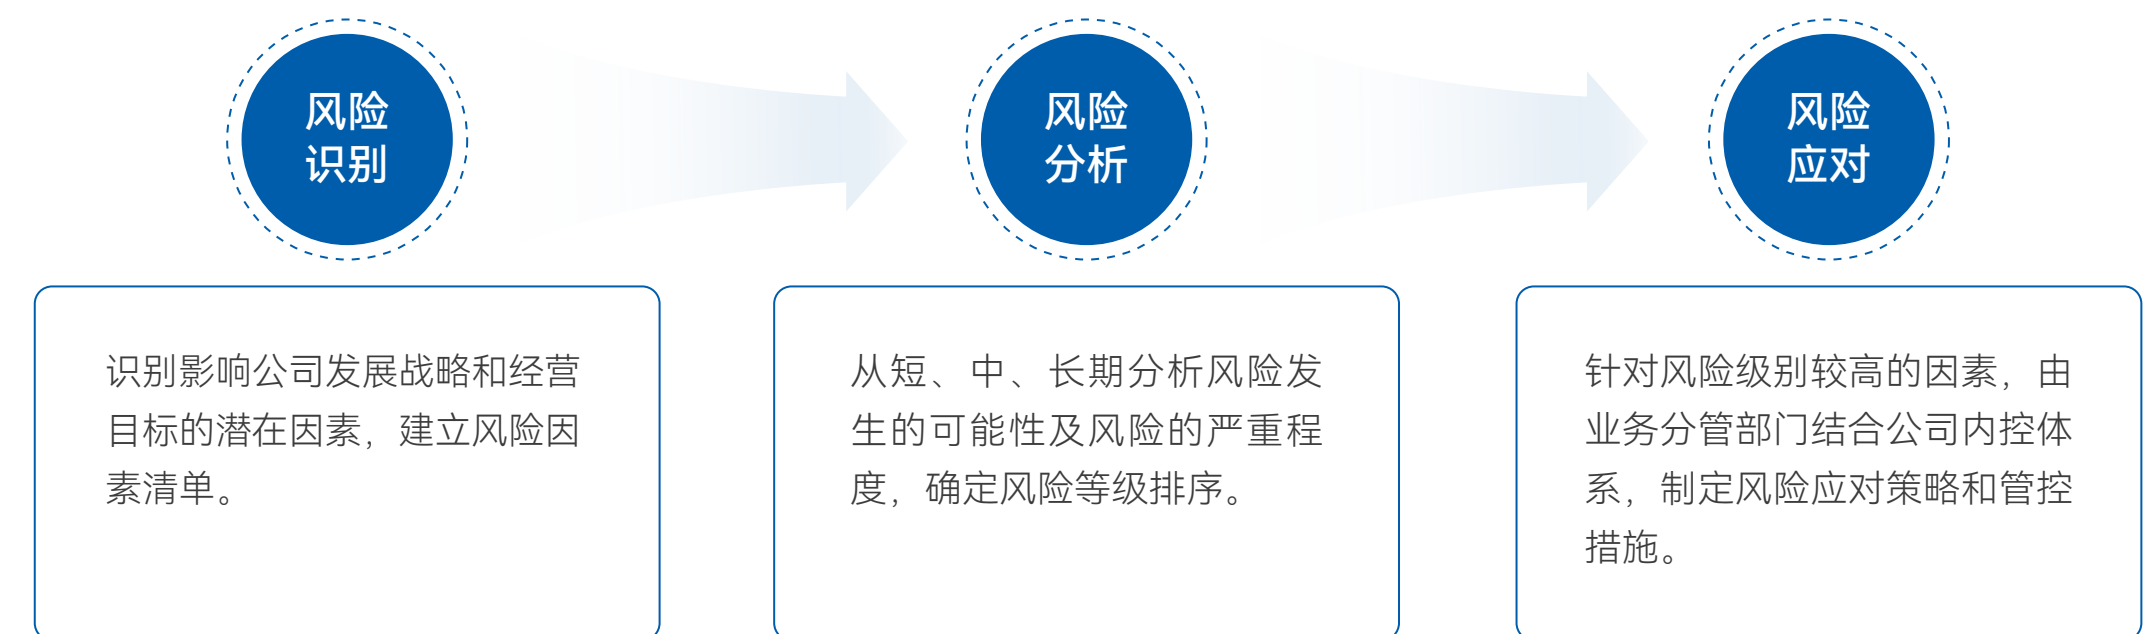 风险
识别
识别影响公司发展战略和经营
目标的潜在因素，建立风险因
素清单。
风险
分析
从短、中、长期分析风险发
生的可能性及风险的严重程
度，确定风险等级排序。
风险
应对
针对风险级别较高的因素，由
业务分管部门结合公司内控体
系，制定风险应对策略和管控
措施。